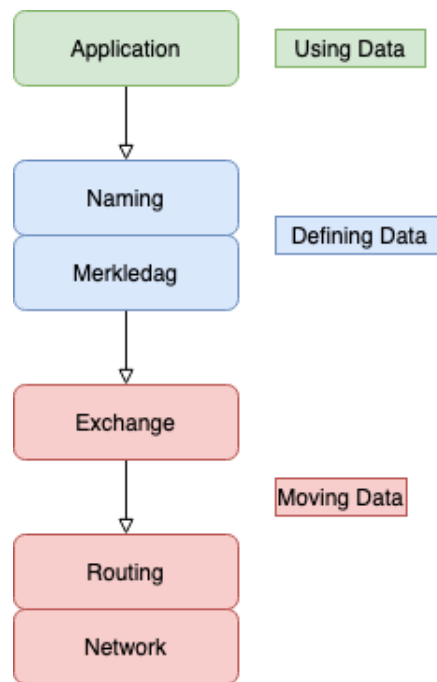 Application
Using Data
Naming
Defining Data
Merkledag
Exchange
Moving Data
Routing
Network